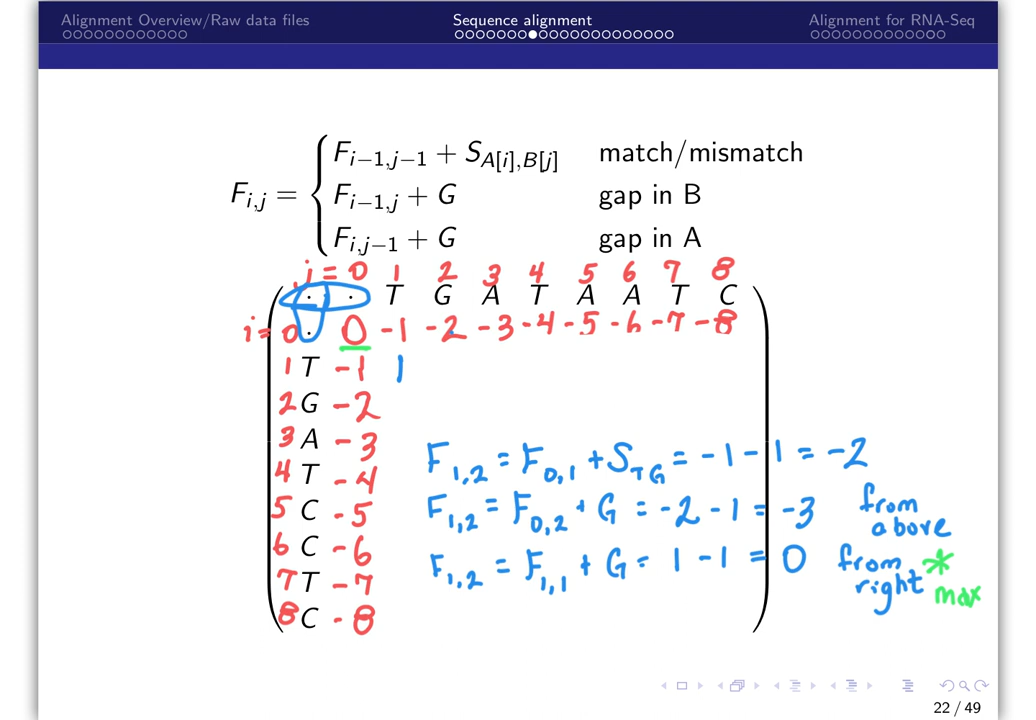 Alignment Overview/Raw data files Sequence alignment Alignment for RNA-Seq
F_{i−1,j−1} + S_{A[i],B[j]} match/mismatch
F_{i,j} = { F_{i−1,j} + G gap in B
F_{i,j−1} + G gap in A
j = 0 1 2 3 4 5 6 7 8
· · T G A T A A T C
i = 0 · 0 -1 -2 -3 -4 -5 -6 -7 -8
1 T -1 1
2 G -2
3 A -3
4 T -4
5 C -5
6 C -6
7 T -7
8 C -8
F_{1,2} = F_{0,1} + S_{TG} = -1 - 1 = -2
F_{1,2} = F_{0,2} + G = -2 - 1 = -3 from above
F_{1,2} = F_{1,1} + G = 1 - 1 = 0 from right * max
22 / 49